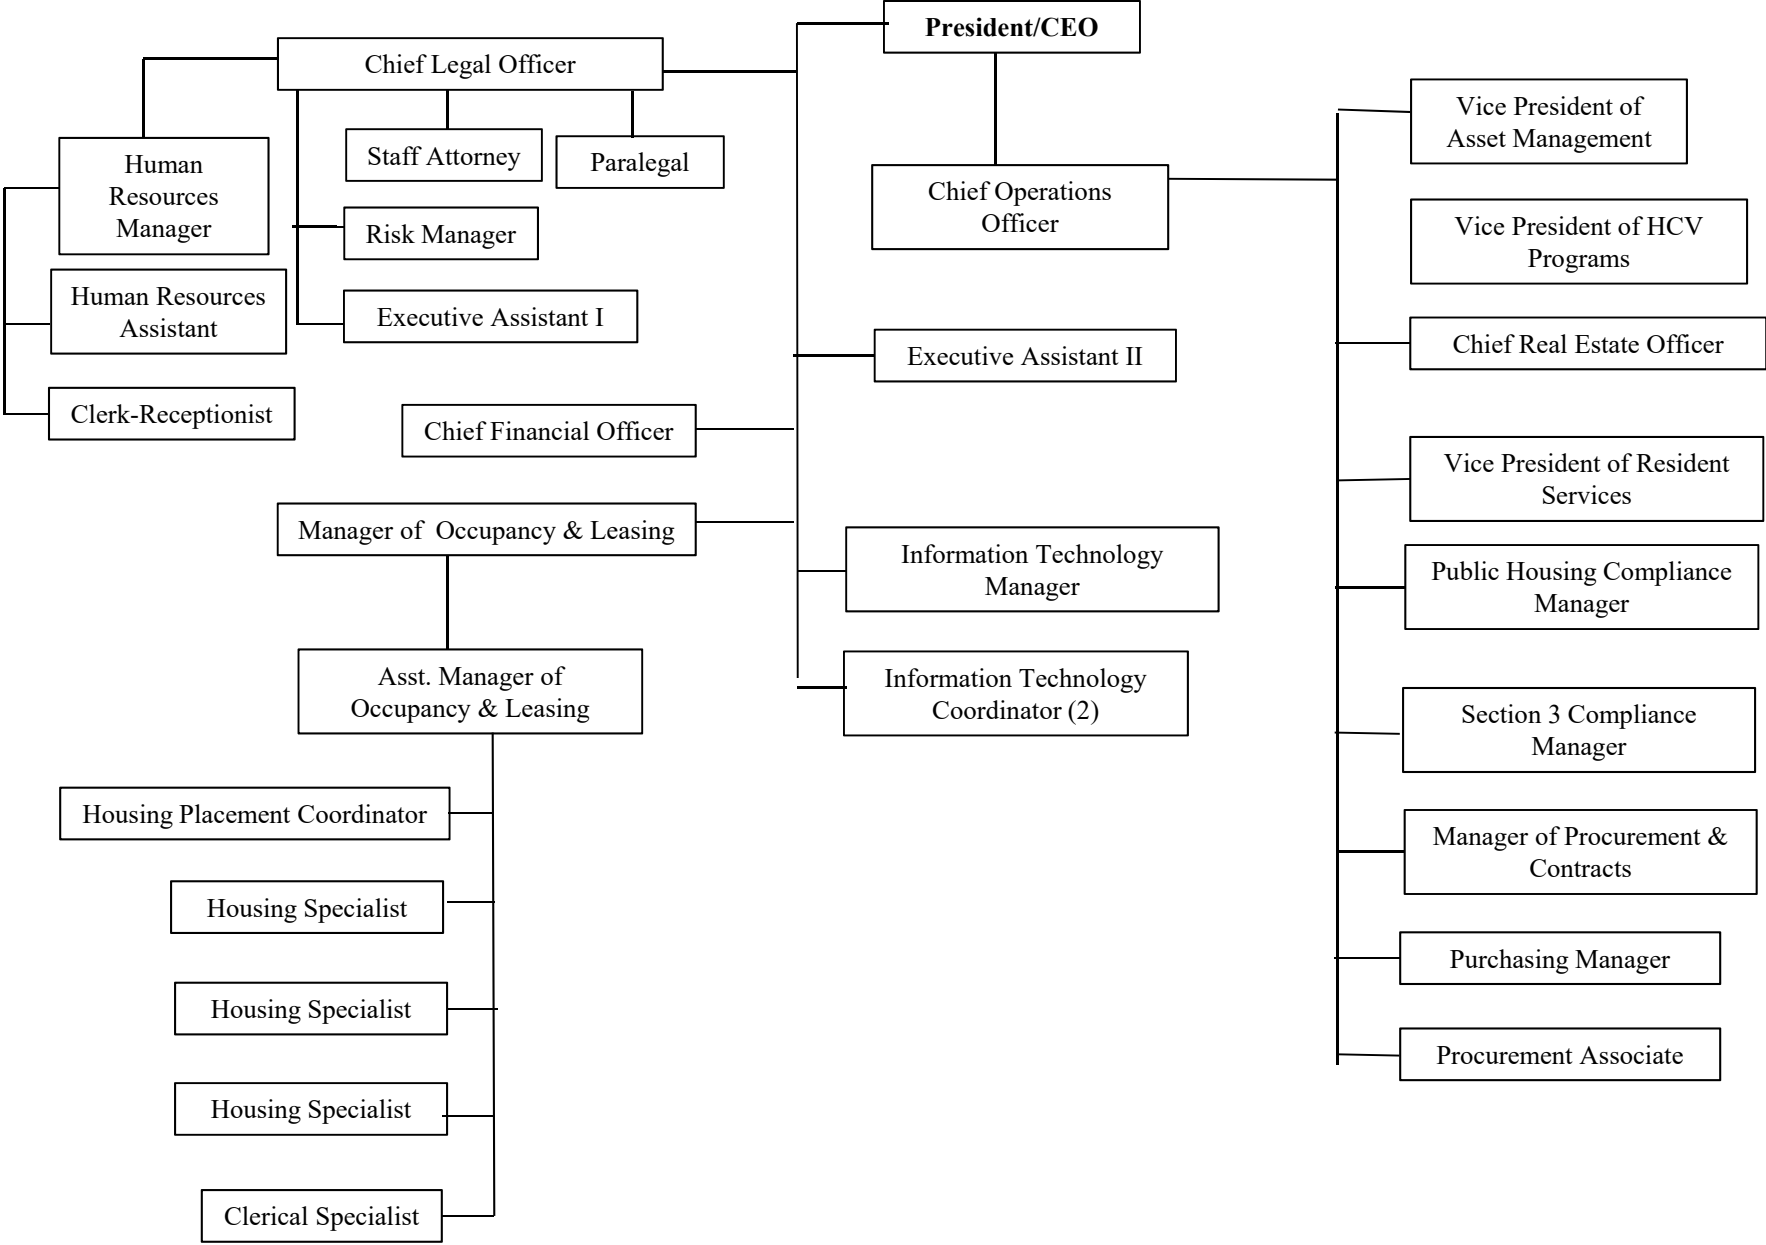 President/CEO
Chief Legal Officer
Human
Resources
Manager
Staff Attorney
Paralegal
Risk Manager
Executive Assistant I
Human Resources
Assistant
Clerk-Receptionist
Chief Operations
Officer
Executive Assistant II
Chief Financial Officer
Manager of Occupancy & Leasing
Information Technology
Manager
Information Technology
Coordinator (2)
Asst. Manager of
Occupancy & Leasing
Housing Placement Coordinator
Housing Specialist
Housing Specialist
Housing Specialist
Clerical Specialist
Vice President of
Asset Management
Vice President of HCV
Programs
Chief Real Estate Officer
Vice President of Resident
Services
Public Housing Compliance
Manager
Section 3 Compliance
Manager
Manager of Procurement &
Contracts
Purchasing Manager
Procurement Associate